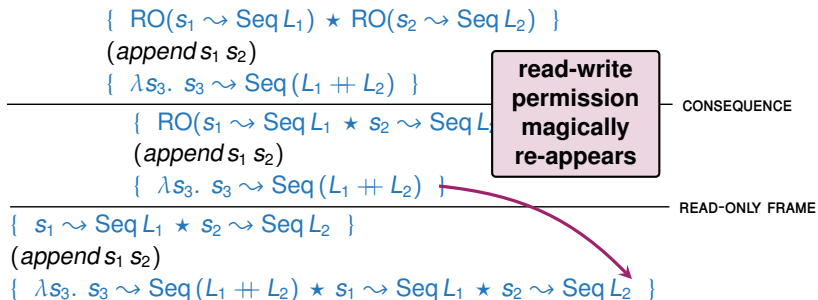 { RO(s₁ ⤳ Seq L₁) ⋆ RO(s₂ ⤳ Seq L₂) }
(append s₁ s₂)
{ λs₃. s₃ ⤳ Seq (L₁ ⧺ L₂) }
read-write
permission
magically
re-appears
CONSEQUENCE
{ RO(s₁ ⤳ Seq L₁ ⋆ s₂ ⤳ Seq L
(append s₁ s₂)
{ λs₃. s₃ ⤳ Seq (L₁ ⧺ L₂) }
READ-ONLY FRAME
{ s₁ ⤳ Seq L₁ ⋆ s₂ ⤳ Seq L₂ }
(append s₁ s₂)
{ λs₃. s₃ ⤳ Seq (L₁ ⧺ L₂) ⋆ s₁ ⤳ Seq L₁ ⋆ s₂ ⤳ Seq L₂ }